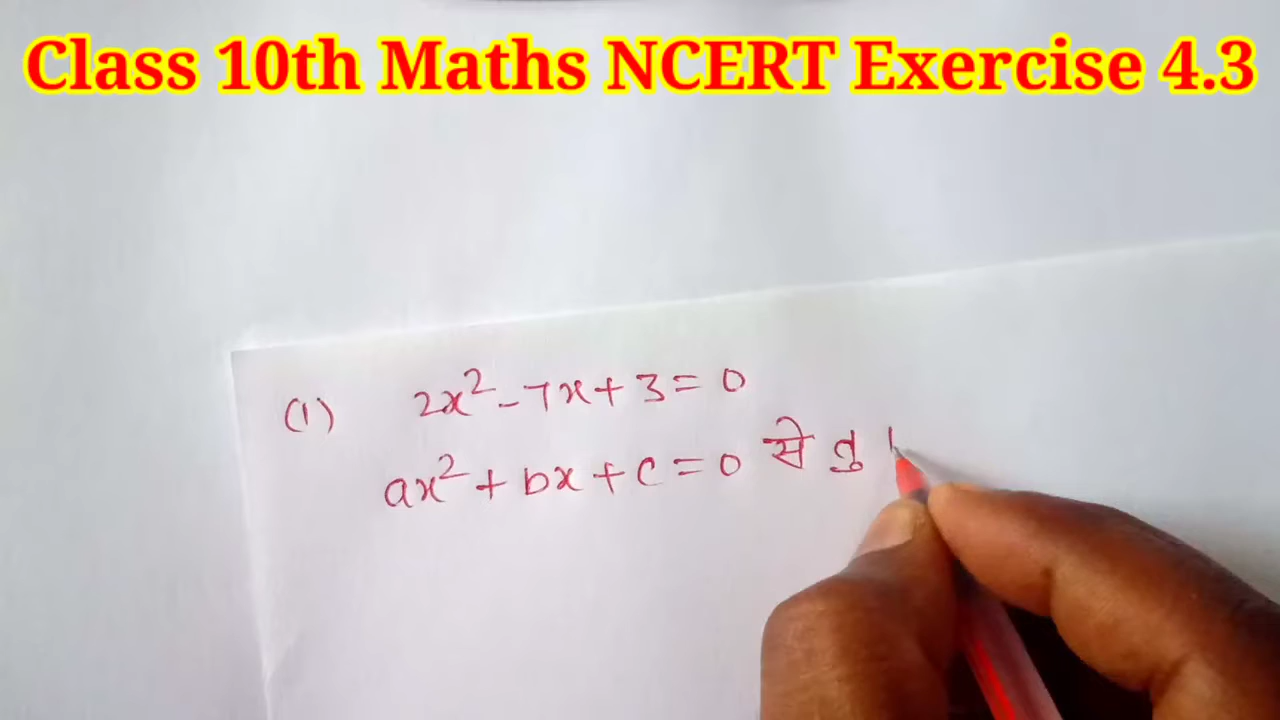 Class 10th Maths NCERT Exercise 4.3
(1) 2x² - 7x + 3 = 0
ax² + bx + c = 0 से